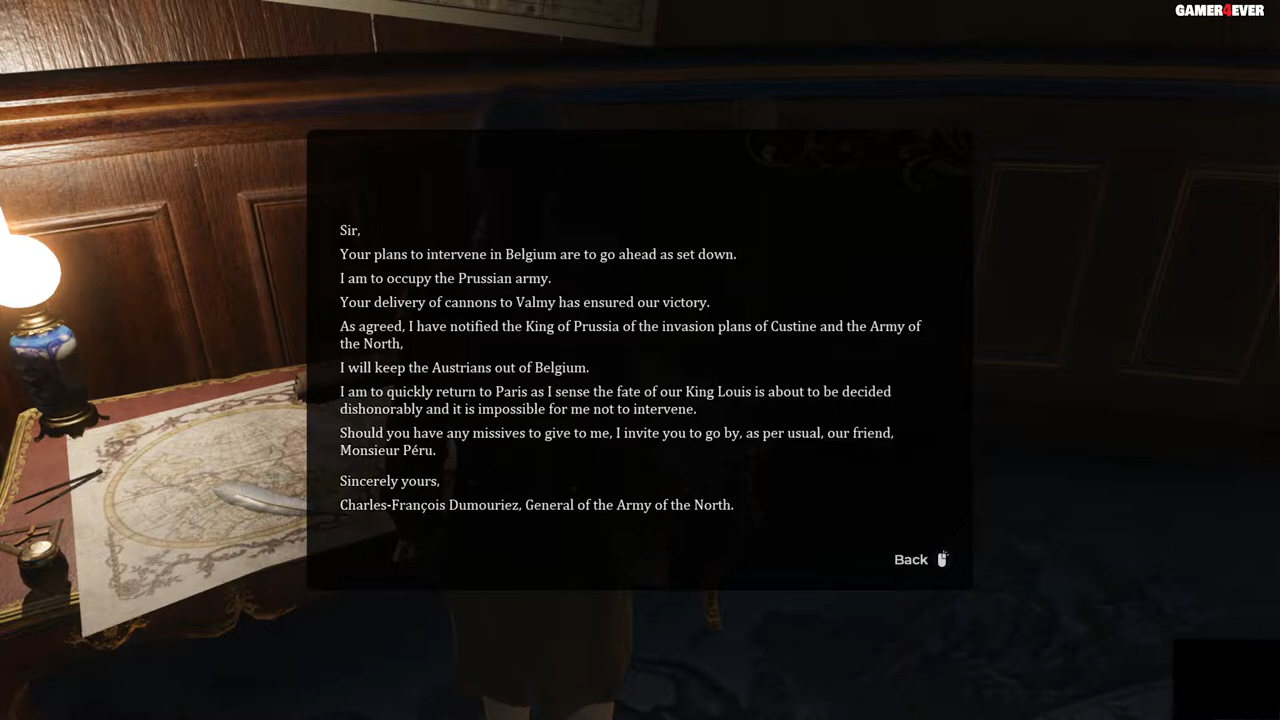 GAMER4EVER
Sir,
Your plans to intervene in Belgium are to go ahead as set down.
I am to occupy the Prussian army.
Your delivery of cannons to Valmy has ensured our victory.
As agreed, I have notified the King of Prussia of the invasion plans of Custine and the Army of
the North,
I will keep the Austrians out of Belgium.
I am to quickly return to Paris as I sense the fate of our King Louis is about to be decided
dishonorably and it is impossible for me not to intervene.
Should you have any missives to give to me, I invite you to go by, as per usual, our friend,
Monsieur Péru.
Sincerely yours,
Charles-François Dumouriez, General of the Army of the North.
Back